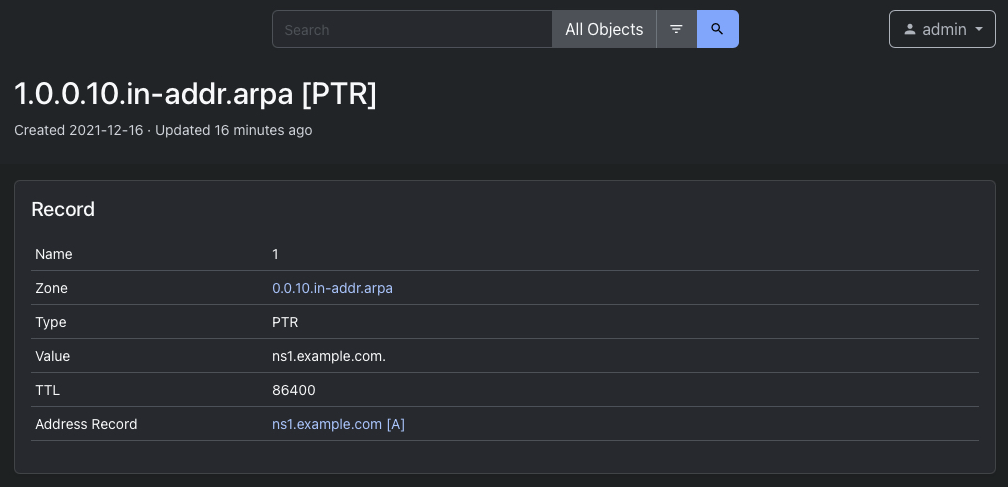 Search All Objects admin
1.0.0.10.in-addr.arpa [PTR]
Created 2021-12-16 · Updated 16 minutes ago
Record
Name 1
Zone 0.0.10.in-addr.arpa
Type PTR
Value ns1.example.com.
TTL 86400
Address Record ns1.example.com [A]